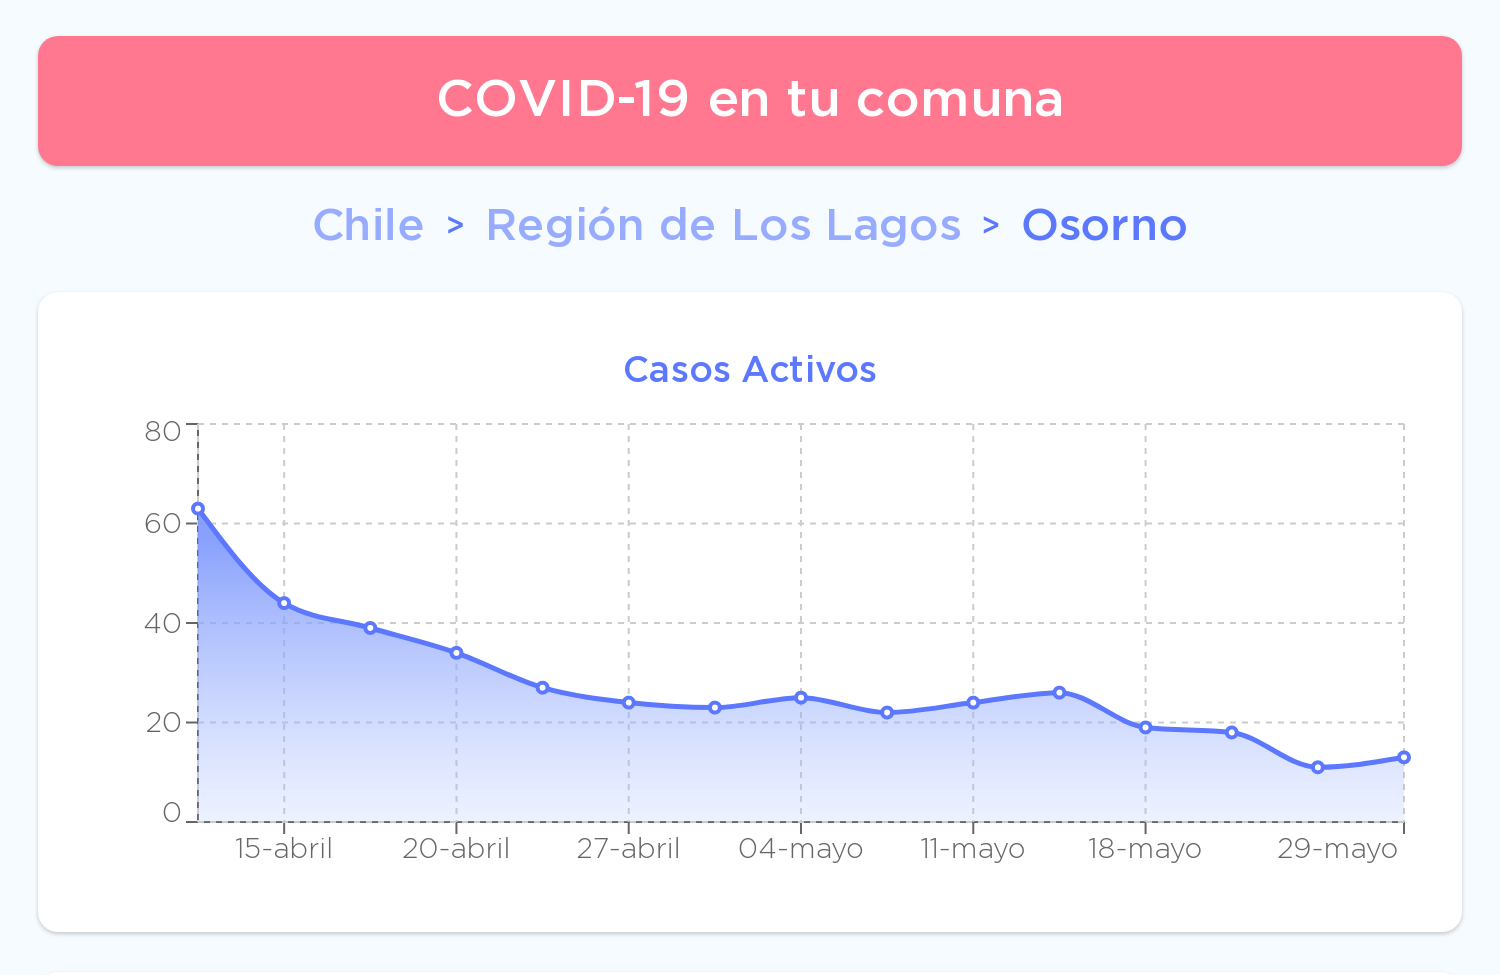 COVID-19 en tu comuna
Chile > Región de Los Lagos > Osorno
Casos Activos
80
60
40
20
0
15-abril 20-abril 27-abril 04-mayo 11-mayo 18-mayo 29-mayo